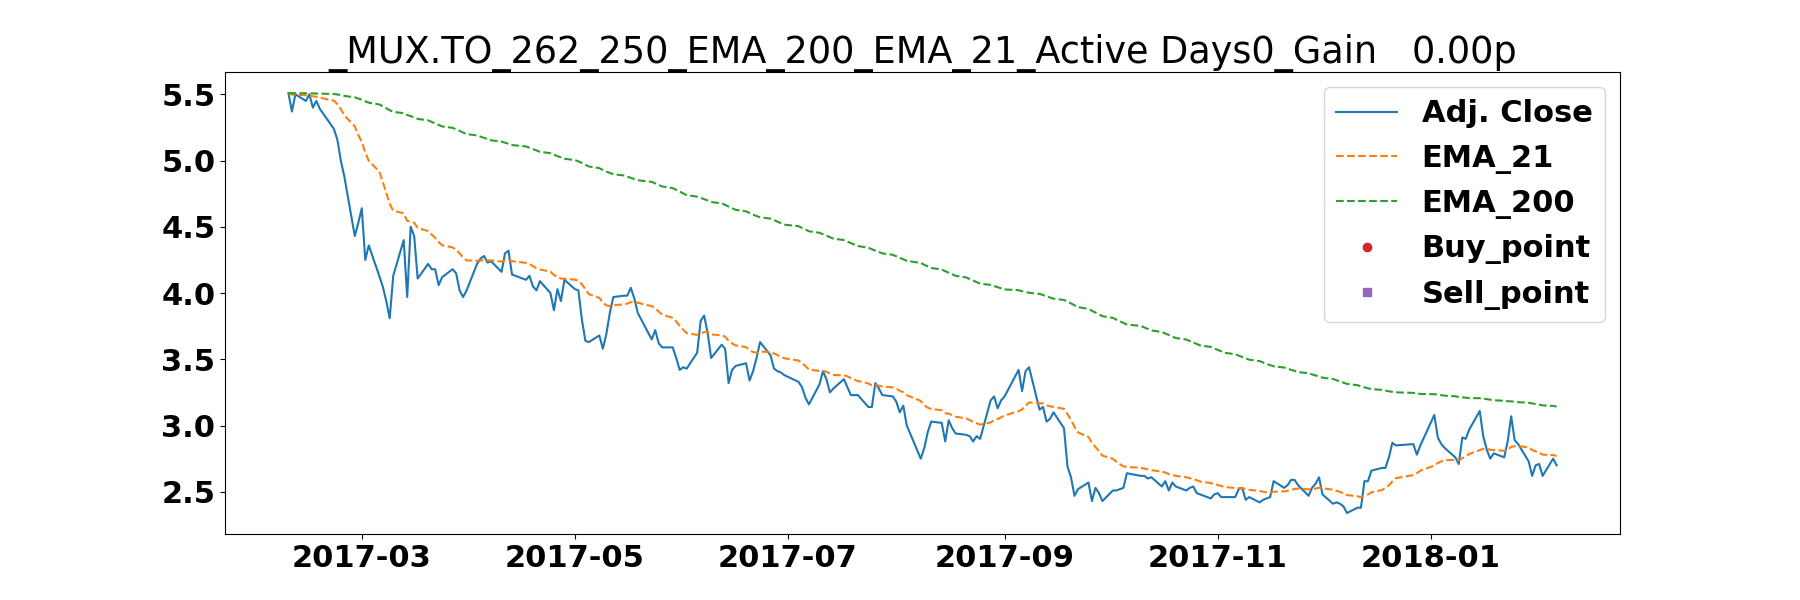 _MUX.TO_262_250_EMA_200_EMA_21_Active Days0_Gain   0.00p
5.5
5.0
4.5
4.0
3.5
3.0
2.5
Adj. Close
EMA_21
EMA_200
Buy_point
Sell_point
2017-03 2017-05 2017-07 2017-09 2017-11 2018-01